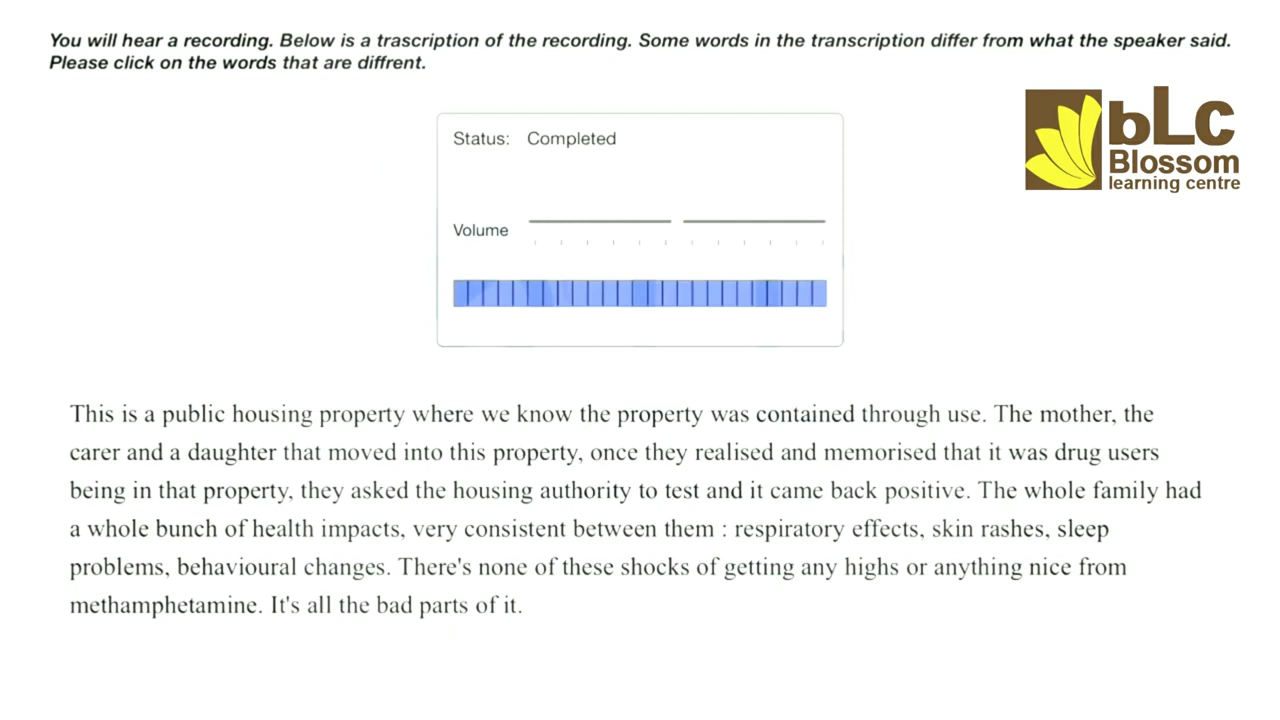 You will hear a recording. Below is a trascription of the recording. Some words in the transcription differ from what the speaker said.
Please click on the words that are diffrent.
bLc
Blossom
learning centre
Status: Completed
Volume
This is a public housing property where we know the property was contained through use. The mother, the
carer and a daughter that moved into this property, once they realised and memorised that it was drug users
being in that property, they asked the housing authority to test and it came back positive. The whole family had
a whole bunch of health impacts, very consistent between them : respiratory effects, skin rashes, sleep
problems, behavioural changes. There's none of these shocks of getting any highs or anything nice from
methamphetamine. It's all the bad parts of it.